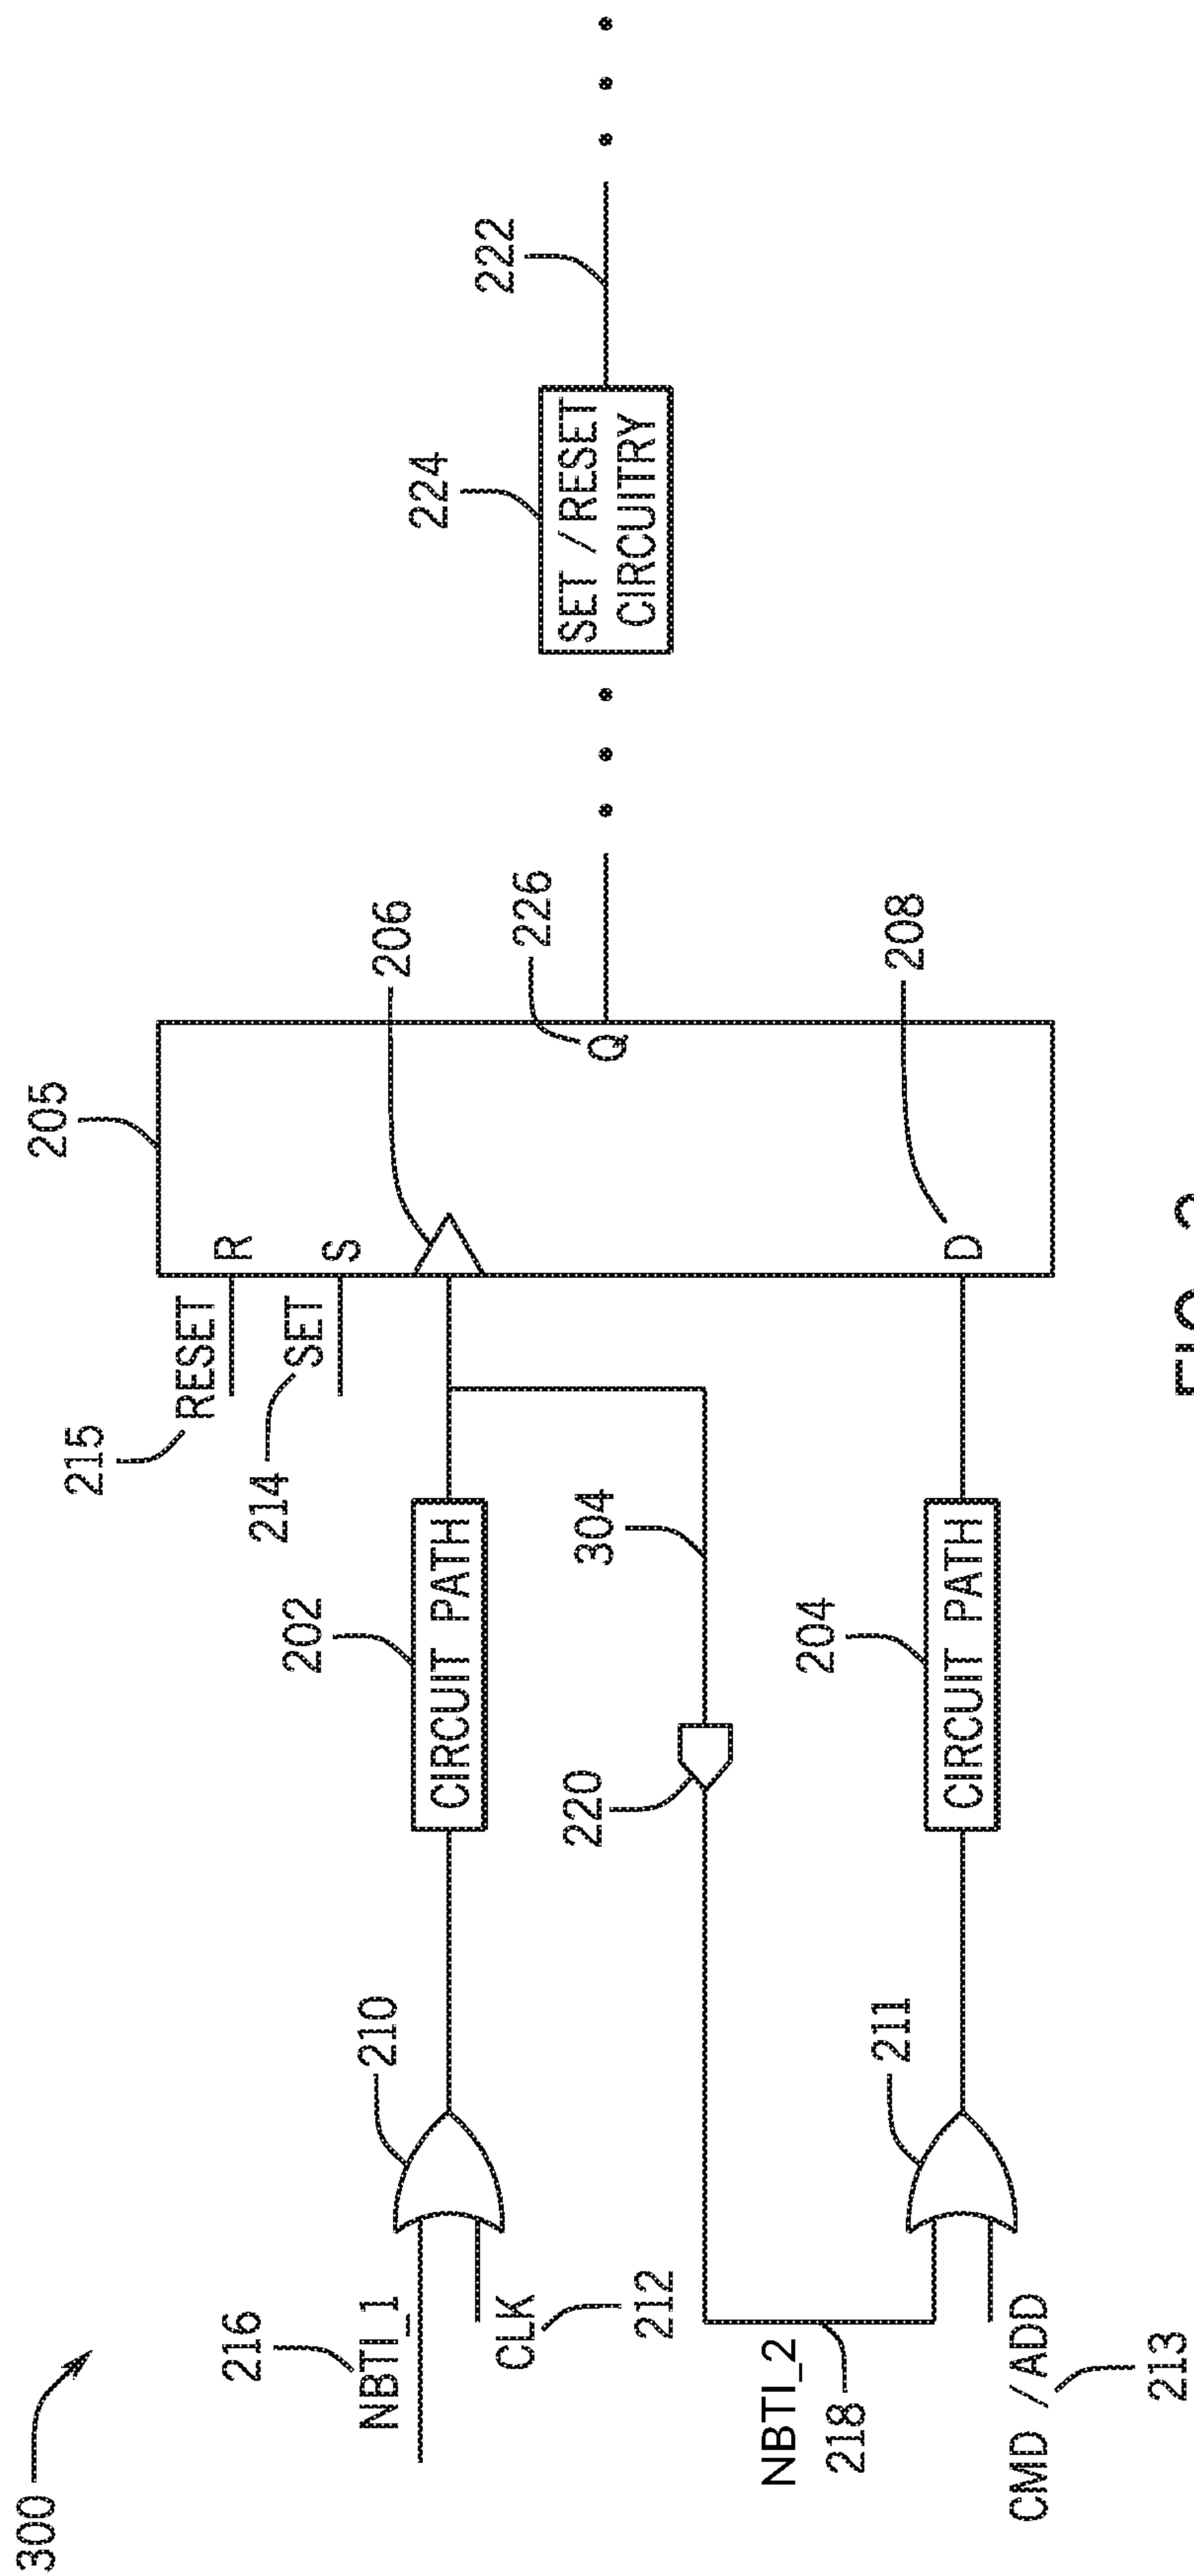 300
216
NBTI_1
CLK
212
210
202
CIRCUIT PATH
215
RESET
214
SET
R
S
205
206
Q
226
D
208
304
220
NBTI_2
218
CMD / ADD
213
211
204
CIRCUIT PATH
224
SET / RESET
CIRCUITRY
222